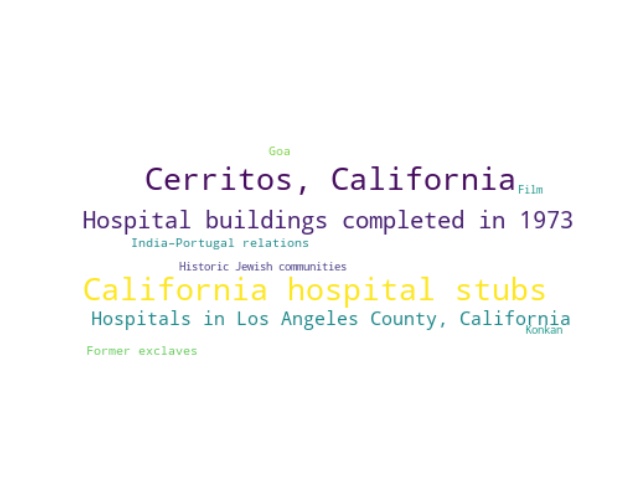 Goa
Cerritos, California
Film
Hospital buildings completed in 1973
India–Portugal relations
Historic Jewish communities
California hospital stubs
Hospitals in Los Angeles County, California
Konkan
Former exclaves